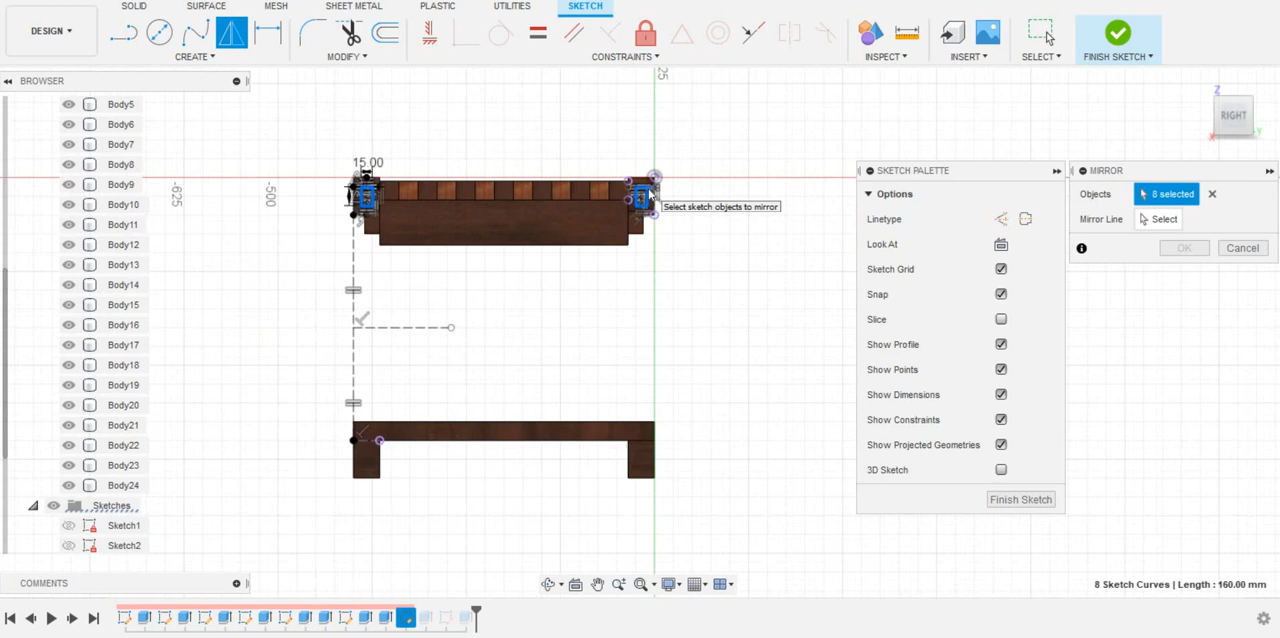 SOLID SURFACE MESH SHEET METAL PLASTIC UTILITIES SKETCH
DESIGN
CREATE MODIFY CONSTRAINTS INSPECT INSERT SELECT FINISH SKETCH
BROWSER
Body5
Body6
Body7
Body8
Body9
Body10
Body11
Body12
Body13
Body14
Body15
Body16
Body17
Body18
Body19
Body20
Body21
Body22
Body23
Body24
Sketches
Sketch1
Sketch2
COMMENTS
-625
-500
25
15.00
Select sketch objects to mirror
Z
RIGHT
X
Y
SKETCH PALETTE
Options
Linetype
Look At
Sketch Grid
Snap
Slice
Show Profile
Show Points
Show Dimensions
Show Constraints
Show Projected Geometries
3D Sketch
Finish Sketch
MIRROR
Objects 8 selected
Mirror Line Select
OK Cancel
8 Sketch Curves | Length : 160.00 mm